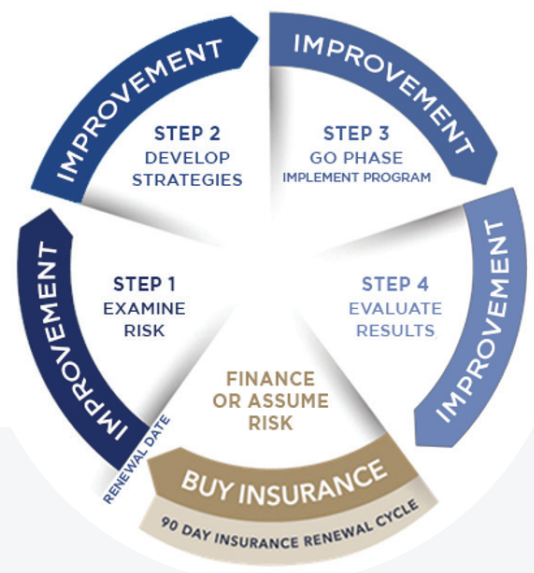 IMPROVEMENT
STEP 1
EXAMINE
RISK
IMPROVEMENT
STEP 2
DEVELOP
STRATEGIES
IMPROVEMENT
STEP 3
GO PHASE
IMPLEMENT PROGRAM
IMPROVEMENT
STEP 4
EVALUATE
RESULTS
FINANCE
OR ASSUME
RISK
BUY INSURANCE
90 DAY INSURANCE RENEWAL CYCLE
RENEWAL DATE